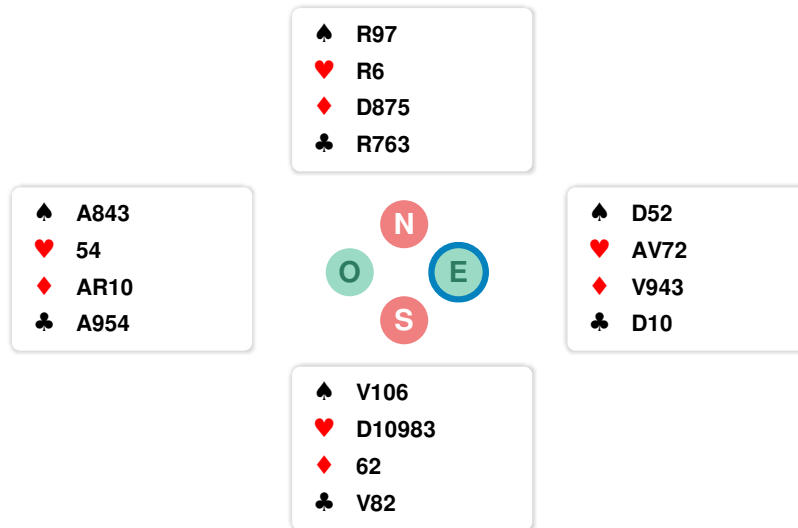 ♠ R97
♥ R6
♦ D875
♣ R763
♠ A843
♥ 54
♦ AR10
♣ A954
N
O
E
S
♠ D52
♥ AV72
♦ V943
♣ D10
♠ V106
♥ D10983
♦ 62
♣ V82